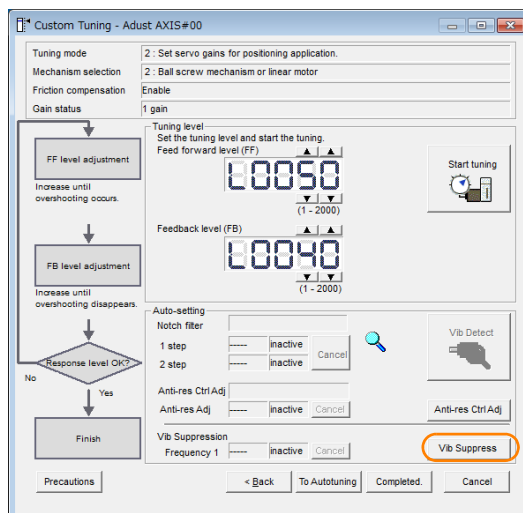 Custom Tuning - Adust AXIS#00
Tuning mode 2 : Set servo gains for positioning application.
Mechanism selection 2 : Ball screw mechanism or linear motor
Friction compensation Enable
Gain status 1 gain
FF level adjustment
Increase until
overshooting occurs.
FB level adjustment
Increase until
overshooting disappears.
Response level OK?
No
Yes
Finish
Tuning level
Set the tuning level and start the tuning.
Feed forward level (FF)
L0050
(1 - 2000)
Feedback level (FB)
L0040
(1 - 2000)
Start tuning
Auto-setting
Notch filter
1 step ----- inactive
2 step ----- inactive
Cancel
Vib Detect
Anti-res Ctrl Adj
Anti-res Adj ----- inactive Cancel
Anti-res Ctrl Adj
Vib Suppression
Frequency 1 ----- inactive Cancel
Vib Suppress
Precautions
< Back
To Autotuning
Completed.
Cancel